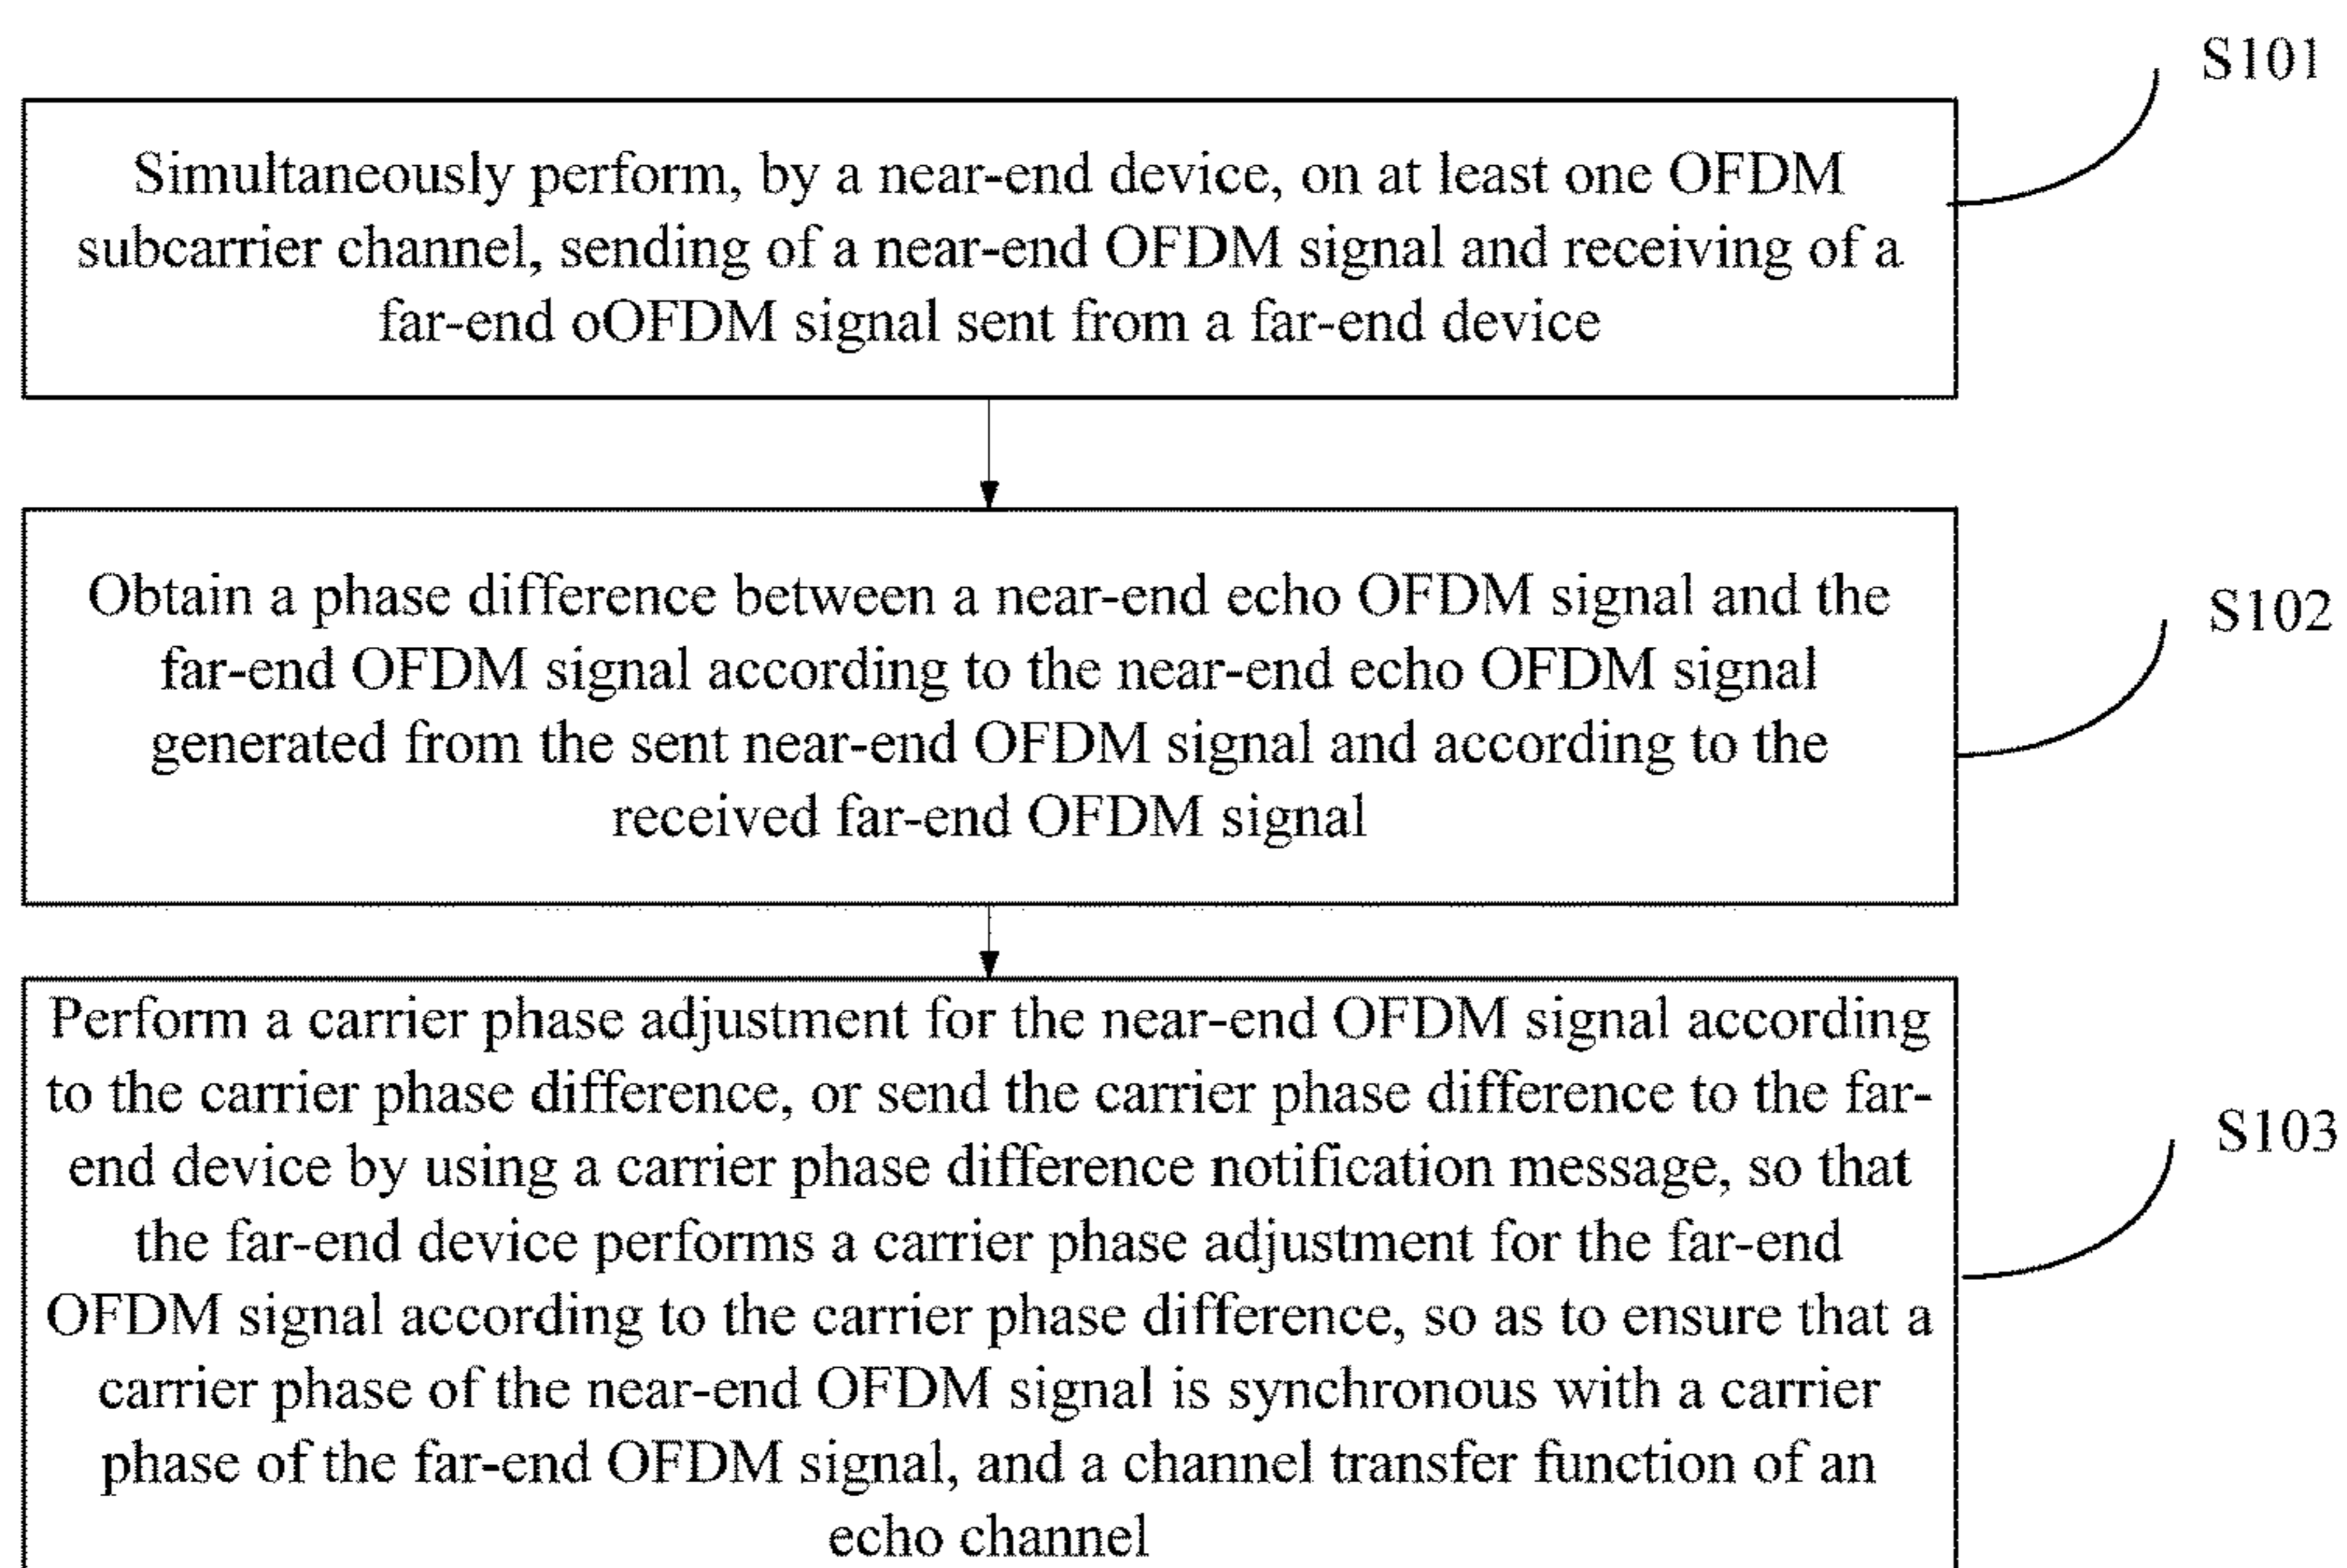 S101
Simultaneously perform, by a near-end device, on at least one OFDM
subcarrier channel, sending of a near-end OFDM signal and receiving of a
far-end oOFDM signal sent from a far-end device
Obtain a phase difference between a near-end echo OFDM signal and the
far-end OFDM signal according to the near-end echo OFDM signal
generated from the sent near-end OFDM signal and according to the
received far-end OFDM signal
S102
Perform a carrier phase adjustment for the near-end OFDM signal according
to the carrier phase difference, or send the carrier phase difference to the far-
end device by using a carrier phase difference notification message, so that
the far-end device performs a carrier phase adjustment for the far-end
OFDM signal according to the carrier phase difference, so as to ensure that a
carrier phase of the near-end OFDM signal is synchronous with a carrier
phase of the far-end OFDM signal, and a channel transfer function of an
echo channel
S103